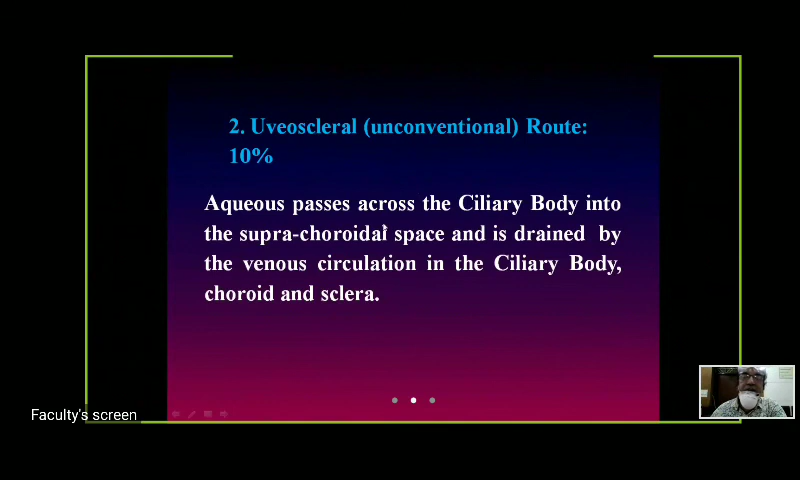 2. Uveoscleral (unconventional) Route:
10%
Aqueous passes across the Ciliary Body into
the supra-choroidal space and is drained by
the venous circulation in the Ciliary Body,
choroid and sclera.
Faculty's screen